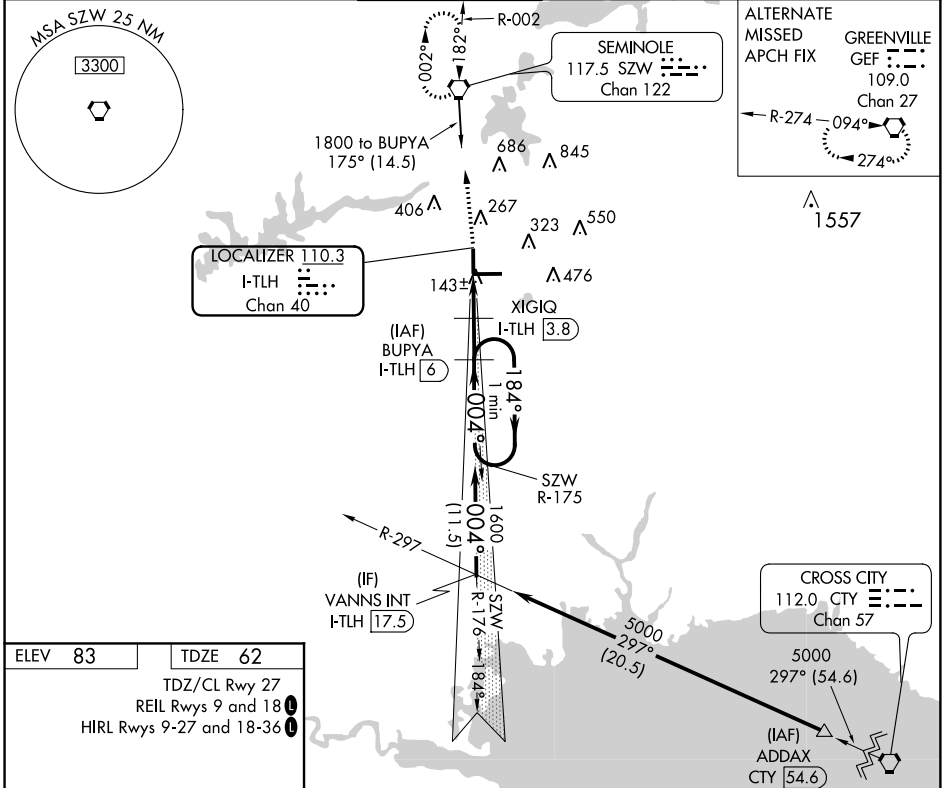 MSA SZW 25 NM
3300
R-002
002°
182°
SEMINOLE
117.5 SZW
Chan 122
ALTERNATE
MISSED
APCH FIX
GREENVILLE
GEF
109.0
Chan 27
R-274
094°
274°
1800 to BUPYA
175° (14.5)
686
845
406
267
323
550
1557
LOCALIZER 110.3
I-TLH
Chan 40
143±
476
XIGIQ
I-TLH 3.8
(IAF)
BUPYA
I-TLH 6
184°
1 min
004°
SZW
R-175
004°
1600
(11.5)
R-297
(IF)
VANNS INT
I-TLH 17.5
SZW
R-176
184°
5000
297°
(20.5)
CROSS CITY
112.0 CTY
Chan 57
5000
297° (54.6)
(IAF)
ADDAX
CTY 54.6
ELEV 83
TDZE 62
TDZ/CL Rwy 27
REIL Rwys 9 and 18 L
HIRL Rwys 9-27 and 18-36 L